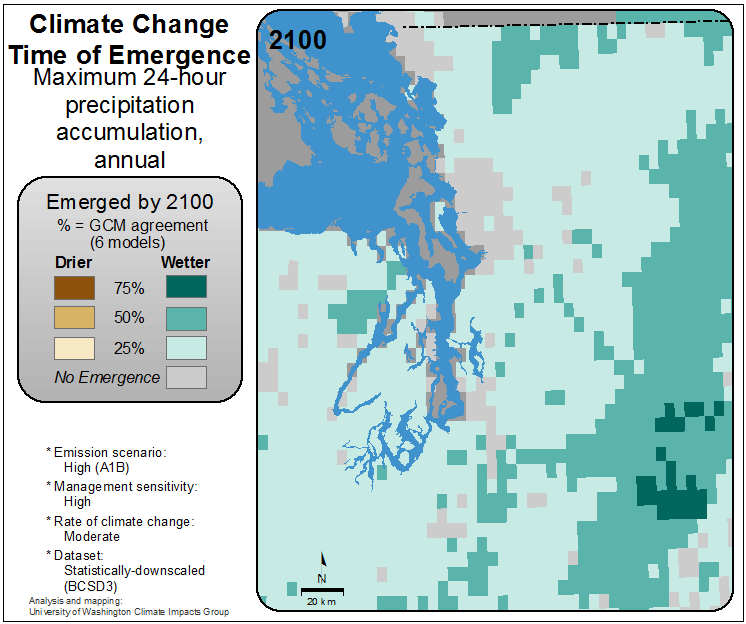 Climate Change
Time of Emergence
Maximum 24-hour
precipitation
accumulation,
annual
2100
Emerged by 2100
% = GCM agreement
(6 models)
Drier Wetter
75%
50%
25%
No Emergence
* Emission scenario:
High (A1B)
* Management sensitivity:
High
* Rate of climate change:
Moderate
* Dataset:
Statistically-downscaled
(BCSD3)
Analysis and mapping:
University of Washington Climate Impacts Group
N
20 km